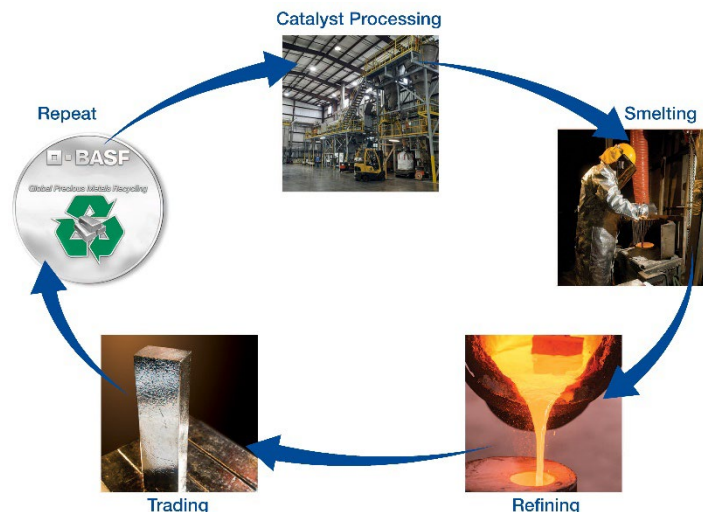 Catalyst Processing
Repeat
Smelting
BASF
Global Precious Metals Recycling
Trading
Refining